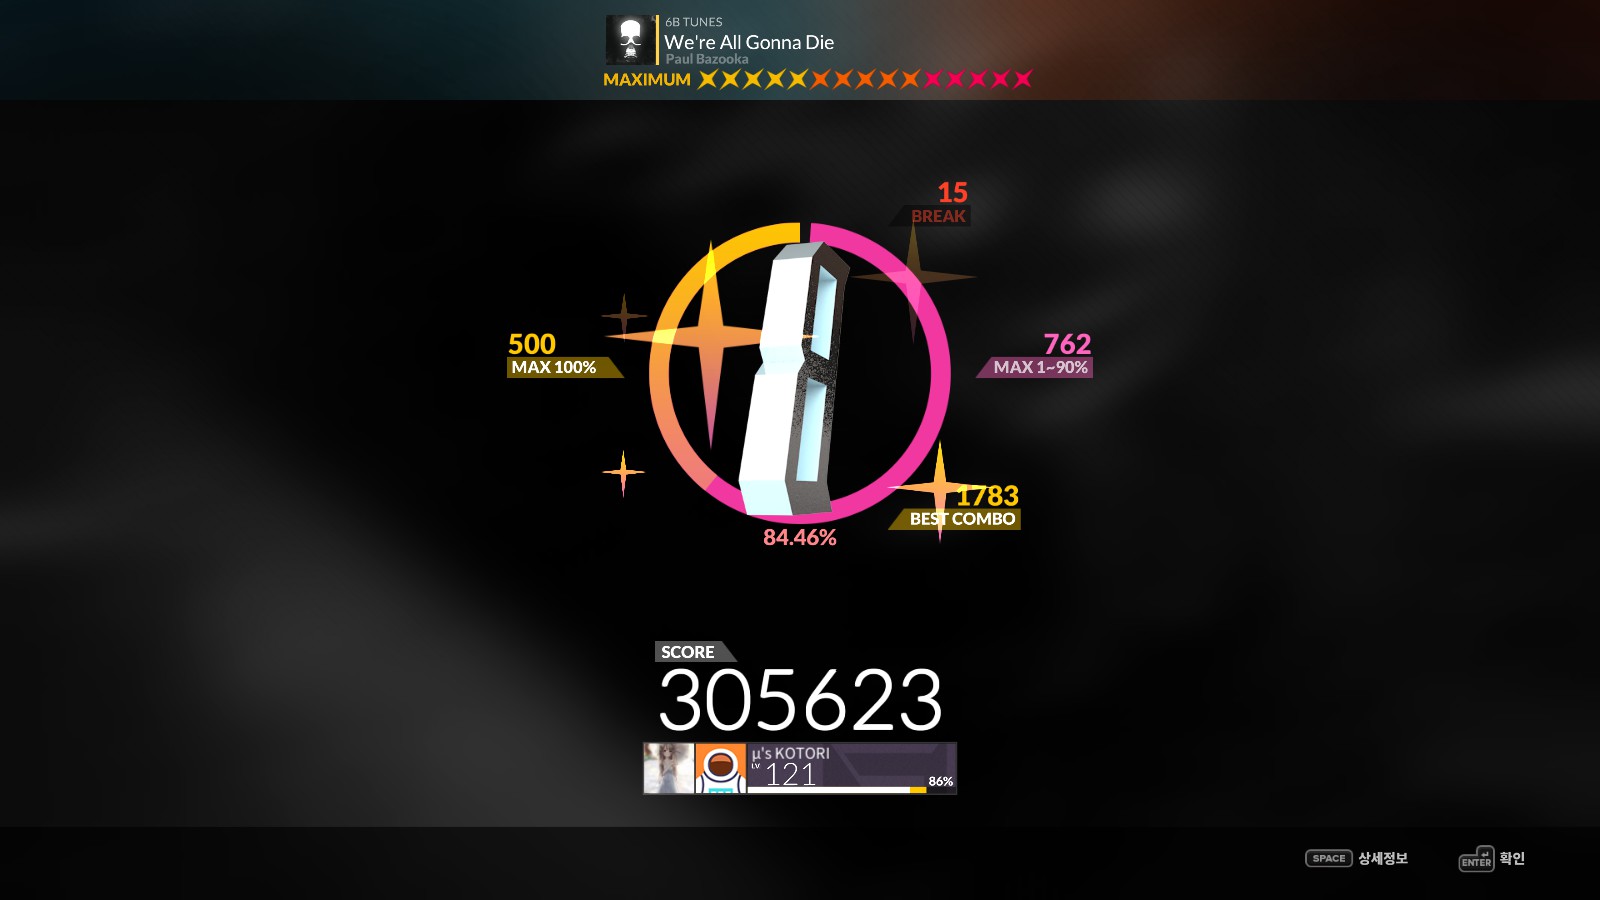 6B TUNES
We're All Gonna Die
Paul Bazooka
MAXIMUM
15
BREAK
500
MAX 100%
762
MAX 1~90%
1783
BEST COMBO
84.46%
B
SCORE
305623
μ's KOTORI
LV 121
86%
SPACE 상세정보
ENTER 확인